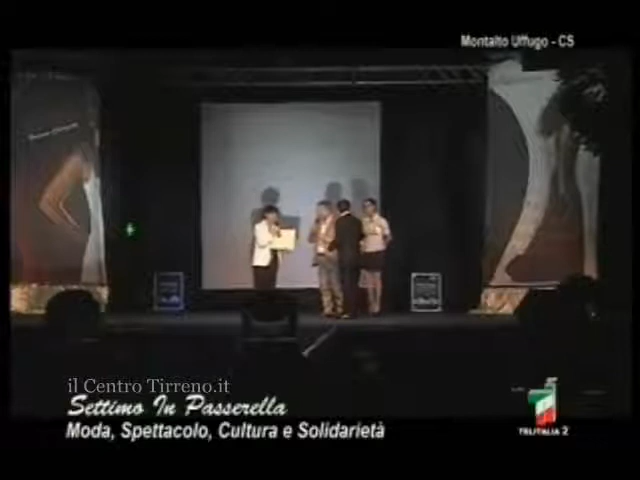 Montalto Uffugo - CS
il Centro Tirreno.it
Settimo In Passerella
Moda, Spettacolo, Cultura e Solidarietà
TELITALIA 2